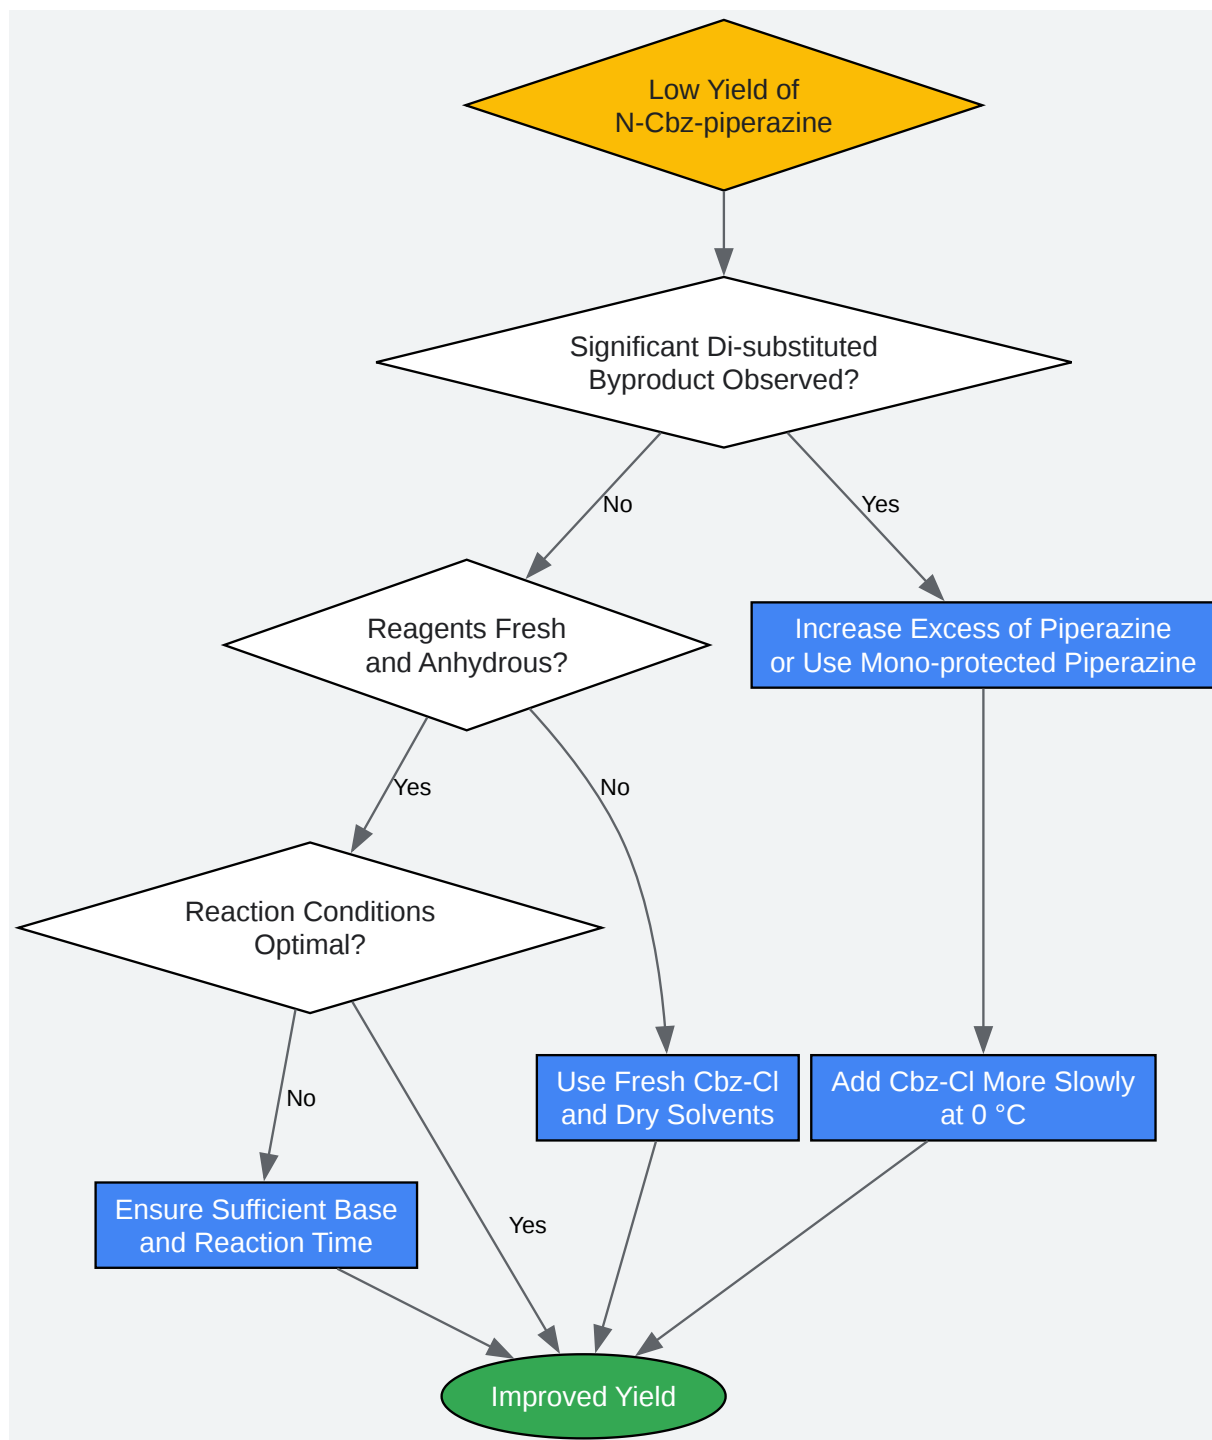 Low Yield of
N-Cbz-piperazine
Significant Di-substituted
Byproduct Observed?
No
Yes
Reagents Fresh
and Anhydrous?
Increase Excess of Piperazine
or Use Mono-protected Piperazine
Yes
No
Reaction Conditions
Optimal?
Use Fresh Cbz-Cl
and Dry Solvents
Add Cbz-Cl More Slowly
at 0 °C
No
Ensure Sufficient Base
and Reaction Time
Yes
Improved Yield